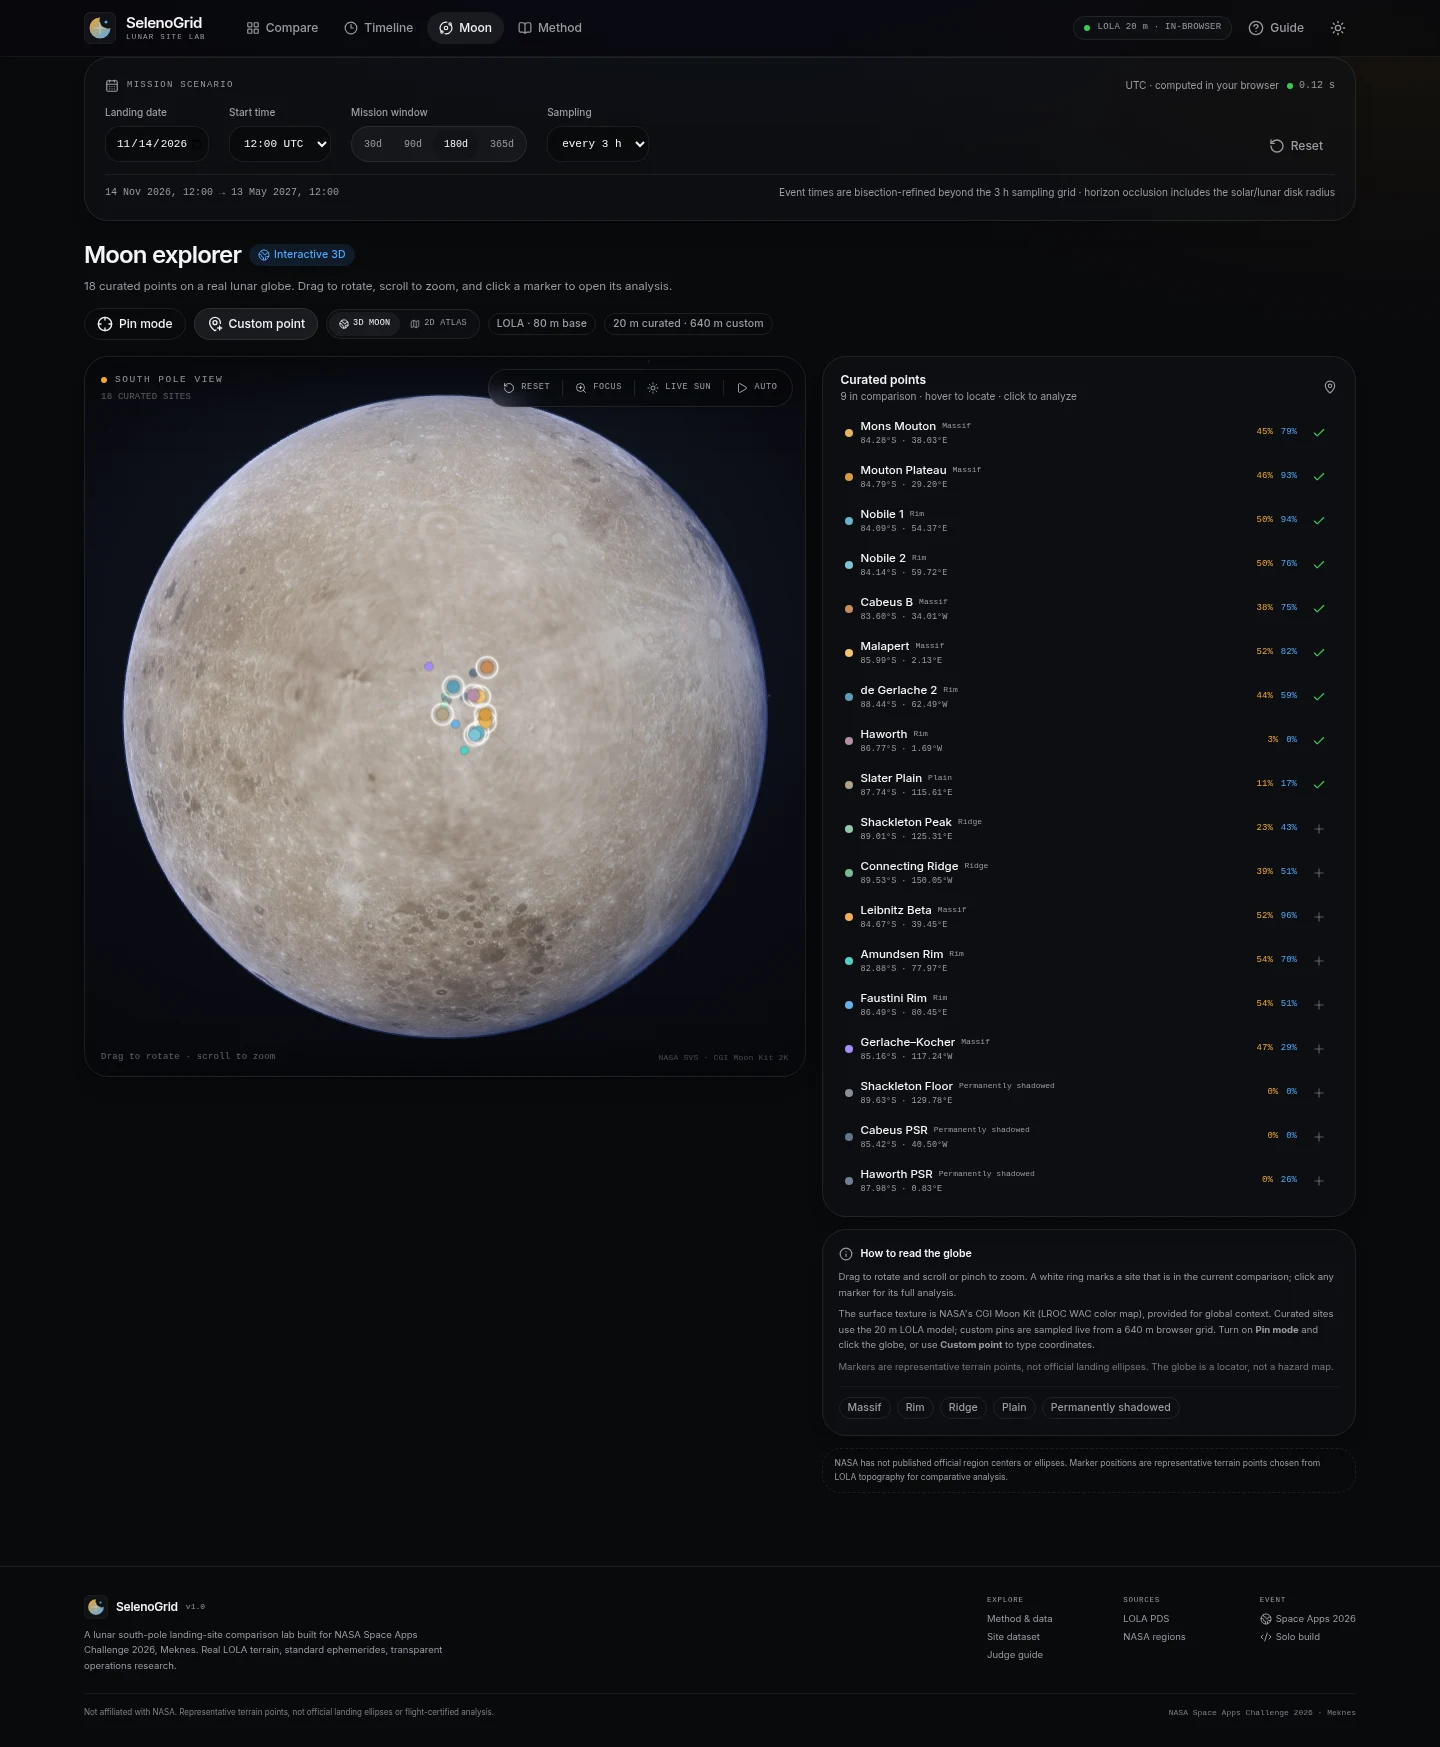 SelenoGrid
LUNAR SITE LAB
Compare
Timeline
Moon
Method
LOLA 20 m · IN-BROWSER
Guide
MISSION SCENARIO
UTC · computed in your browser
0.12 s
Landing date
Start time
Mission window
Sampling
11/14/2026
12:00 UTC
30d
90d
180d
365d
every 3 h
Reset
14 Nov 2026, 12:00 → 13 May 2027, 12:00
Event times are bisection-refined beyond the 3 h sampling grid · horizon occlusion includes the solar/lunar disk radius
Moon explorer
Interactive 3D
18 curated points on a real lunar globe. Drag to rotate, scroll to zoom, and click a marker to open its analysis.
Pin mode
Custom point
3D MOON
2D ATLAS
LOLA · 80 m base
20 m curated · 640 m custom
SOUTH POLE VIEW
18 CURATED SITES
RESET
FOCUS
LIVE SUN
AUTO
Drag to rotate · scroll to zoom
NASA SVS · CGI Moon Kit 2K
Curated points
9 in comparison · hover to locate · click to analyze
Mons Mouton Massif
84.28°S · 38.03°E
45% 79%
Mouton Plateau Massif
84.79°S · 29.20°E
46% 93%
Nobile 1 Rim
84.09°S · 54.37°E
50% 94%
Nobile 2 Rim
84.14°S · 59.72°E
50% 76%
Cabeus B Massif
83.60°S · 34.01°W
38% 75%
Malapert Massif
85.99°S · 2.13°E
52% 82%
de Gerlache 2 Rim
88.44°S · 62.49°W
44% 59%
Haworth Rim
86.77°S · 1.69°W
3% 0%
Slater Plain Plain
87.74°S · 115.61°E
11% 17%
Shackleton Peak Ridge
89.01°S · 125.31°E
23% 43%
Connecting Ridge Ridge
89.53°S · 150.05°W
39% 51%
Leibnitz Beta Massif
84.67°S · 39.45°E
52% 96%
Amundsen Rim Rim
82.88°S · 77.97°E
54% 70%
Faustini Rim Rim
86.49°S · 80.45°E
54% 51%
Gerlache–Kocher Massif
85.16°S · 117.24°W
47% 29%
Shackleton Floor Permanently shadowed
89.63°S · 129.78°E
0% 0%
Cabeus PSR Permanently shadowed
85.42°S · 40.50°W
0% 0%
Haworth PSR Permanently shadowed
87.98°S · 0.83°E
0% 26%
How to read the globe
Drag to rotate and scroll or pinch to zoom. A white ring marks a site that is in the current comparison; click any
marker for its full analysis.
The surface texture is NASA's CGI Moon Kit (LROC WAC color map), provided for global context. Curated sites
use the 20 m LOLA model; custom pins are sampled live from a 640 m browser grid. Turn on Pin mode and
click the globe, or use Custom point to type coordinates.
Markers are representative terrain points, not official landing ellipses. The globe is a locator, not a hazard map.
Massif
Rim
Ridge
Plain
Permanently shadowed
NASA has not published official region centers or ellipses. Marker positions are representative terrain points chosen from
LOLA topography for comparative analysis.
SelenoGrid v1.0
A lunar south-pole landing-site comparison lab built for NASA Space Apps
Challenge 2026, Meknes. Real LOLA terrain, standard ephemerides, transparent
operations research.
EXPLORE
Method & data
Site dataset
Judge guide
SOURCES
LOLA PDS
NASA regions
EVENT
Space Apps 2026
Solo build
Not affiliated with NASA. Representative terrain points, not official landing ellipses or flight-certified analysis.
NASA Space Apps Challenge 2026 · Meknes